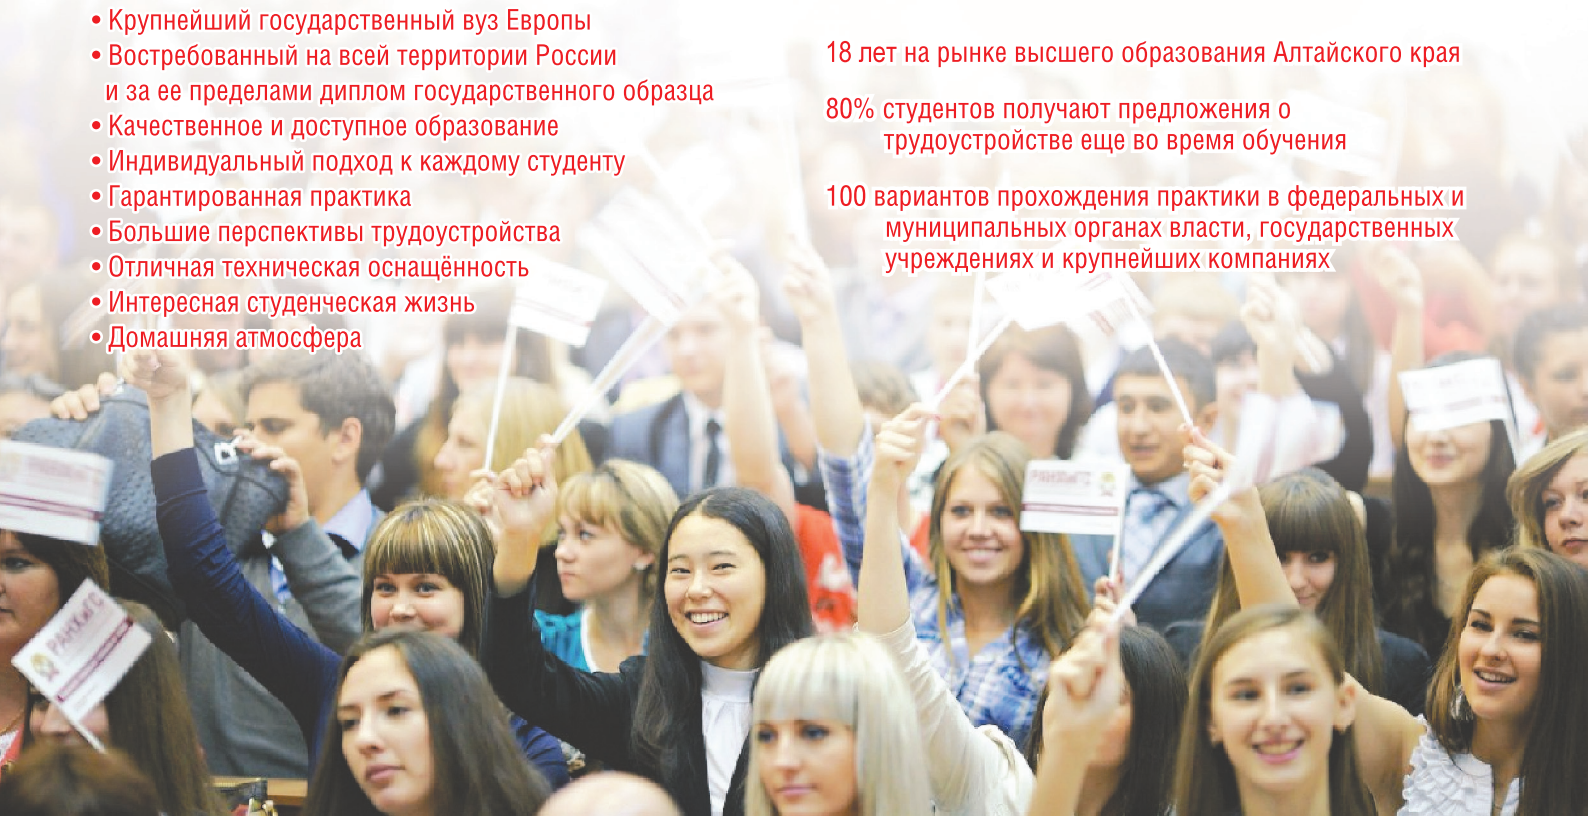 • Крупнейший государственный вуз Европы
• Востребованный на всей территории России
и за ее пределами диплом государственного образца
• Качественное и доступное образование
• Индивидуальный подход к каждому студенту
• Гарантированная практика
• Большие перспективы трудоустройства
• Отличная техническая оснащённость
• Интересная студенческая жизнь
• Домашняя атмосфера
18 лет на рынке высшего образования Алтайского края
80% студентов получают предложения о
трудоустройстве еще во время обучения
100 вариантов прохождения практики в федеральных и
муниципальных органах власти, государственных
учреждениях и крупнейших компаниях
РАНХиГС
РАНХиГС